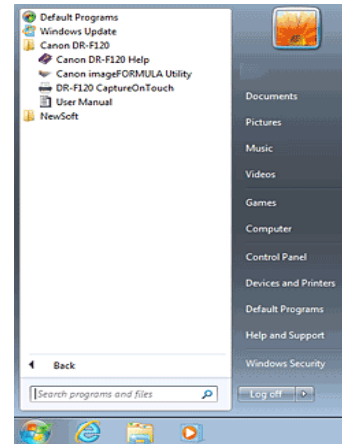 Default Programs
Windows Update
Canon DR-F120
Canon DR-F120 Help
Canon imageFORMULA Utility
DR-F120 CaptureOnTouch
User Manual
NewSoft
Back
Search programs and files
Documents
Pictures
Music
Videos
Games
Computer
Control Panel
Devices and Printers
Default Programs
Help and Support
Windows Security
Log off